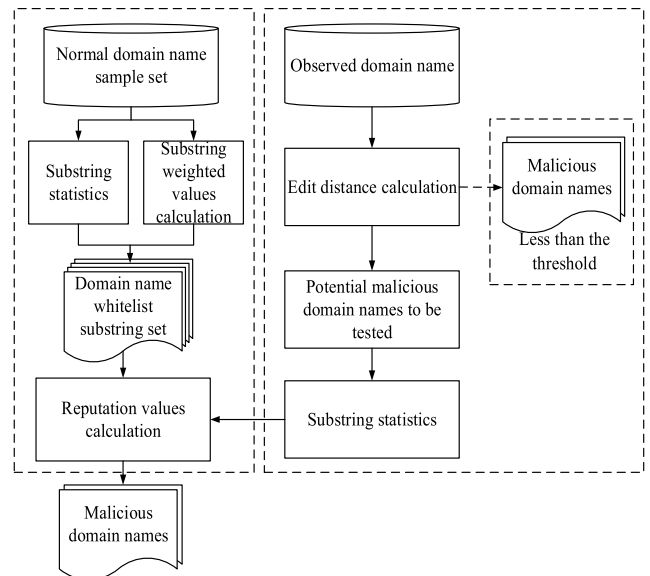 Normal domain name
sample set
Substring
statistics
Substring
weighted
values
calculation
Domain name
whitelist
substring set
Reputation values
calculation
Malicious
domain names
Observed domain name
Edit distance calculation
Malicious
domain names
Less than the
threshold
Potential malicious
domain names to be
tested
Substring statistics